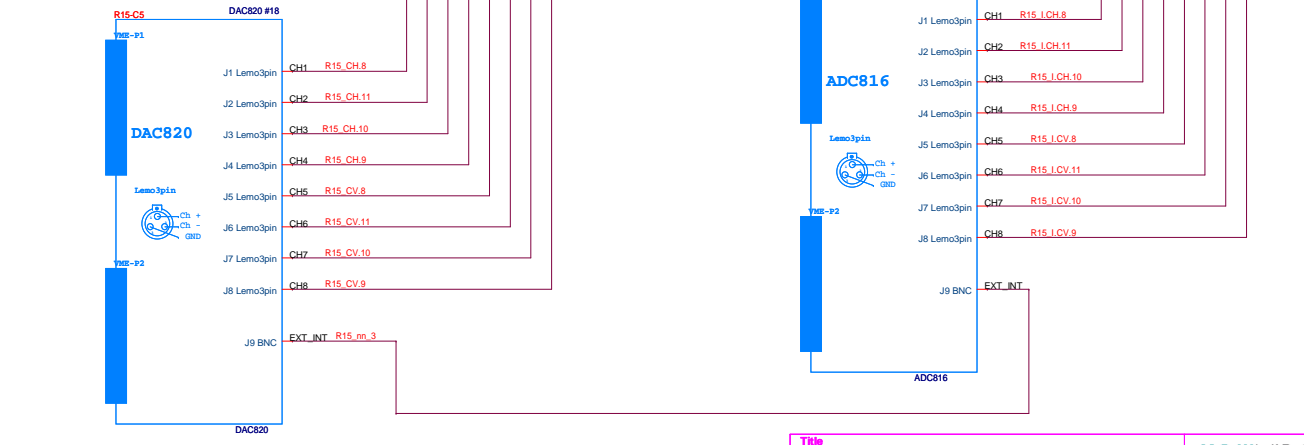 R15-C5
DAC820 #18
VME-P1
J1 Lemo3pin CH1 R15_CH.8
J2 Lemo3pin CH2 R15_CH.11
DAC820
J3 Lemo3pin CH3 R15_CH.10
J4 Lemo3pin CH4 R15_CH.9
Lemo3pin
J5 Lemo3pin CH5 R15_CV.8
Ch +
Ch -
GND
J6 Lemo3pin CH6 R15_CV.11
J7 Lemo3pin CH7 R15_CV.10
VME-P2
J8 Lemo3pin CH8 R15_CV.9
J9 BNC EXT_INT R15_nn_3
DAC820
J1 Lemo3pin CH1 R15_I.CH.8
J2 Lemo3pin CH2 R15_I.CH.11
ADC816
J3 Lemo3pin CH3 R15_I.CH.10
J4 Lemo3pin CH4 R15_I.CH.9
Lemo3pin
J5 Lemo3pin CH5 R15_I.CV.8
Ch +
Ch -
GND
J6 Lemo3pin CH6 R15_I.CV.11
J7 Lemo3pin CH7 R15_I.CV.10
VME-P2
J8 Lemo3pin CH8 R15_I.CV.9
J9 BNC EXT_INT
ADC816
Title